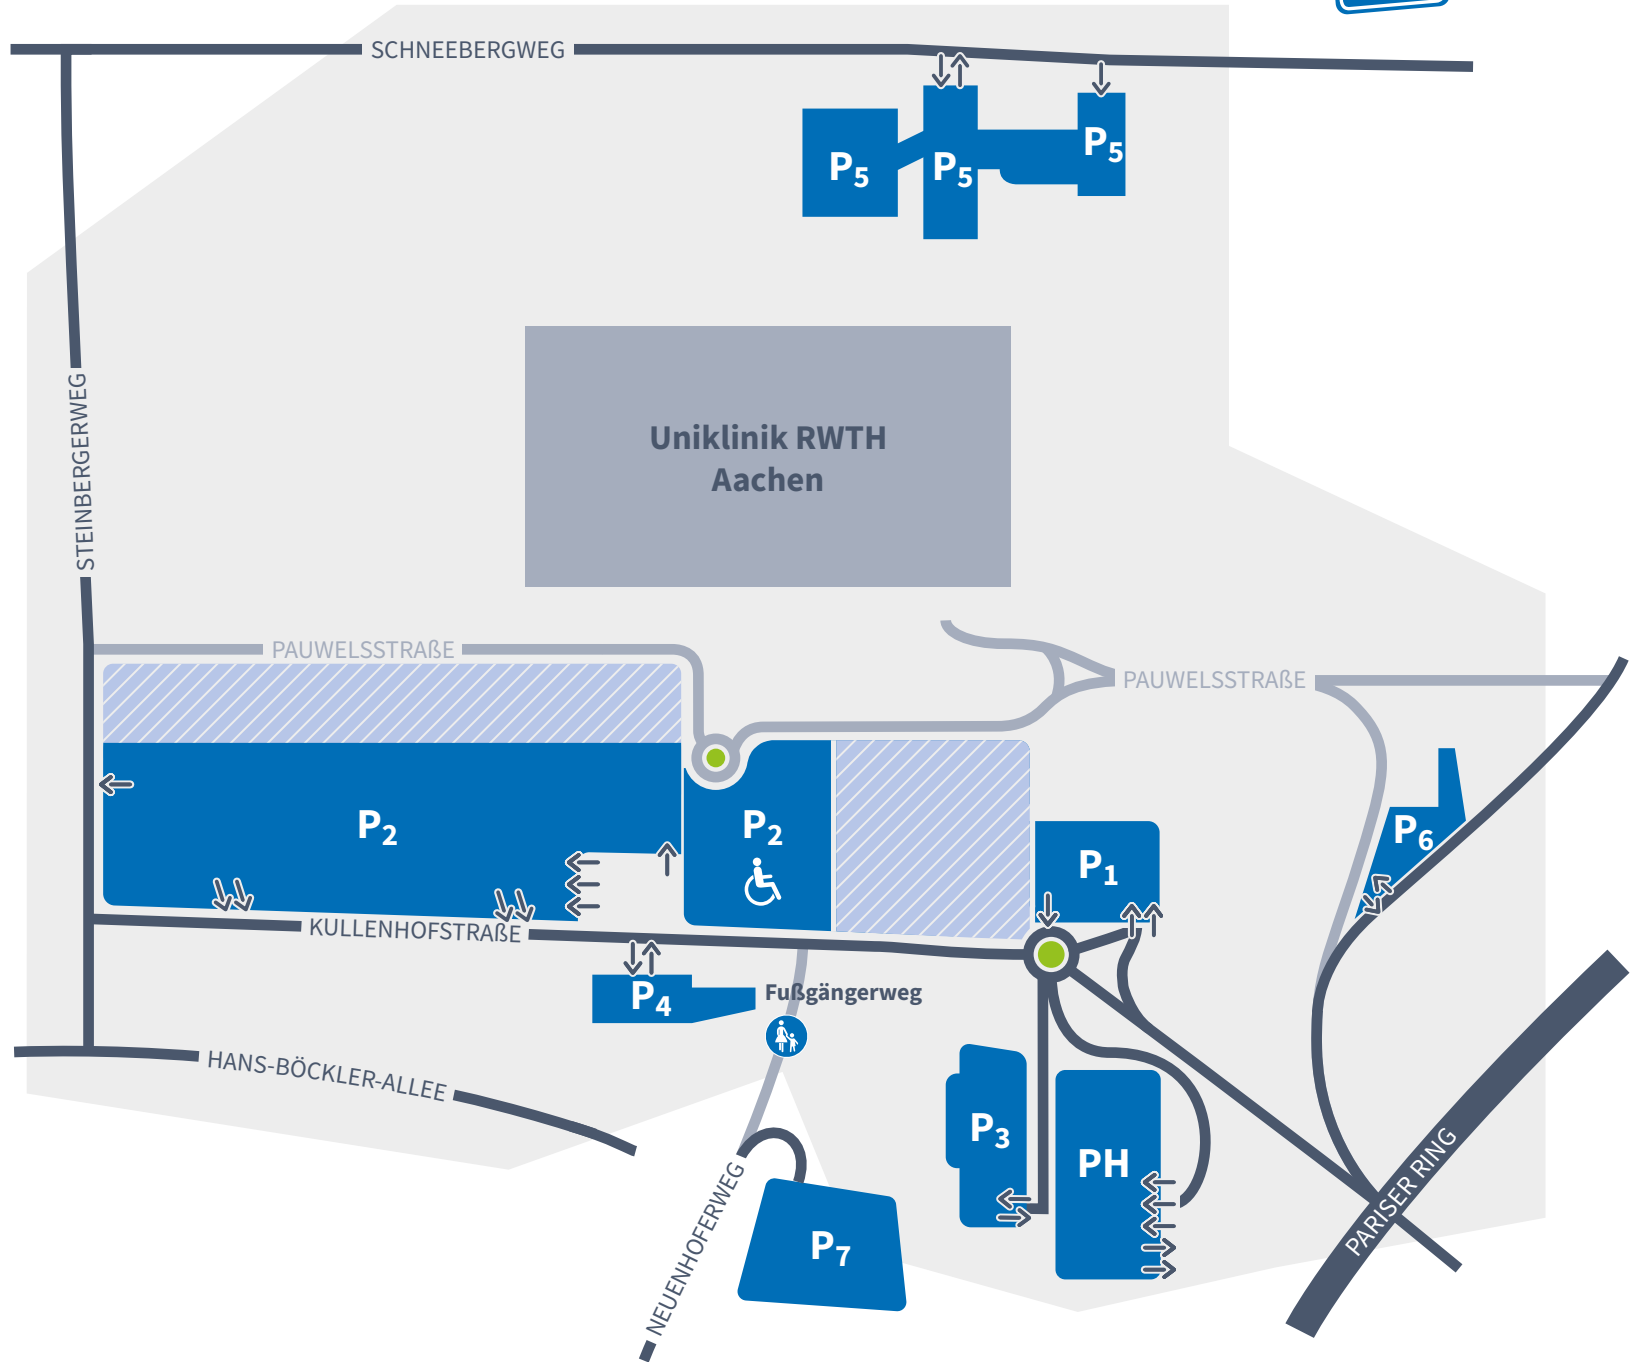 SCHNEEBERGWEG
P5
P5
P5
STEINBERGERWEG
Uniklinik RWTH
Aachen
PAUWELSSTRAßE
PAUWELSSTRAßE
P2
P2
P1
P6
KULLENHOFSTRAßE
P4
Fußgängerweg
HANS-BÖCKLER-ALLEE
P3
PH
PARISER RING
NEUENHOFERWEG
P7